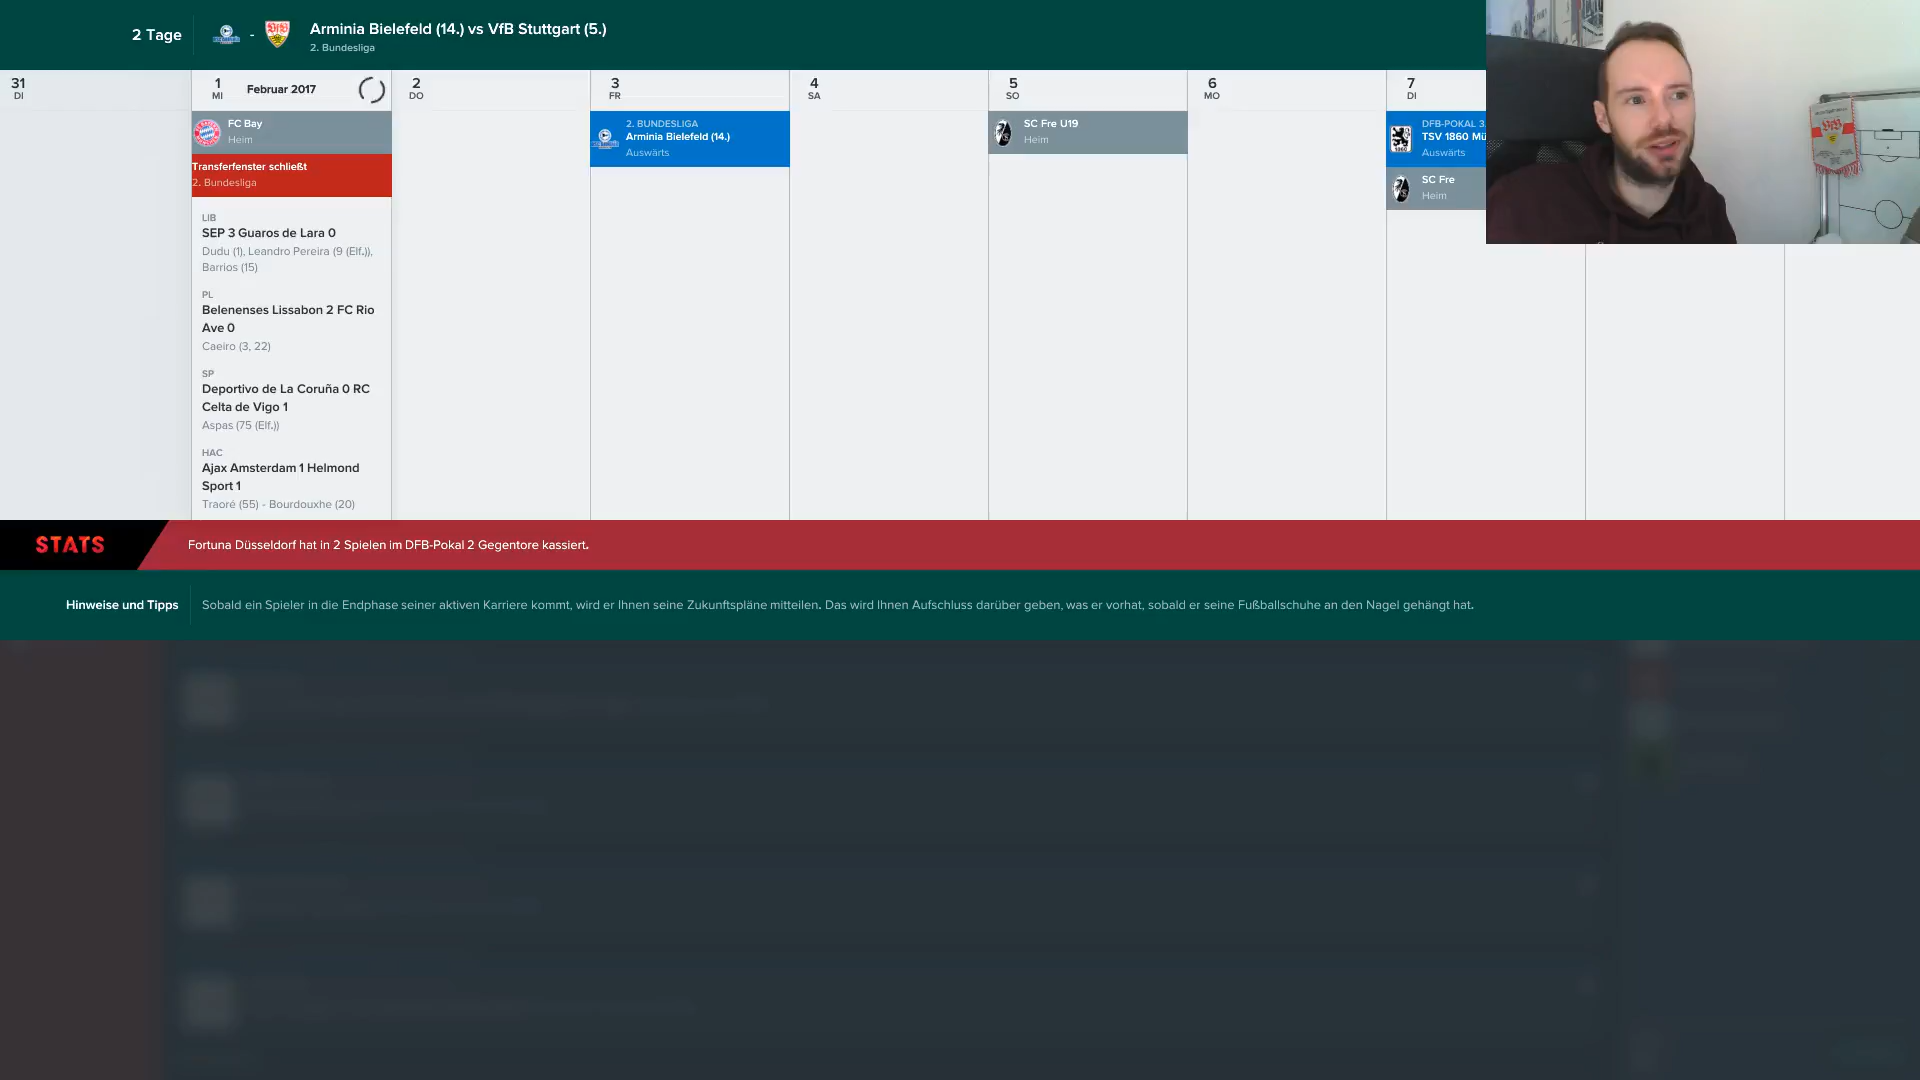 2 Tage
-
Arminia Bielefeld (14.) vs VfB Stuttgart (5.)
2. Bundesliga
31
DI
1
MI
Februar 2017
2
DO
3
FR
4
SA
5
SO
6
MO
7
DI
FC Bay
Heim
Transferfenster schließt
2. Bundesliga
2. BUNDESLIGA
Arminia Bielefeld (14.)
Auswärts
SC Fre U19
Heim
DFB-POKAL 3.
TSV 1860 Mü
Auswärts
SC Fre
Heim
LIB
SEP 3 Guaros de Lara 0
Dudu (1), Leandro Pereira (9 (Elf.)),
Barrios (15)
PL
Belenenses Lissabon 2 FC Rio
Ave 0
Caeiro (3, 22)
SP
Deportivo de La Coruña 0 RC
Celta de Vigo 1
Aspas (75 (Elf.))
HAC
Ajax Amsterdam 1 Helmond
Sport 1
Traoré (55) - Bourdouxhe (20)
STATS
Fortuna Düsseldorf hat in 2 Spielen im DFB-Pokal 2 Gegentore kassiert.
Hinweise und Tipps
Sobald ein Spieler in die Endphase seiner aktiven Karriere kommt, wird er Ihnen seine Zukunftspläne mitteilen. Das wird Ihnen Aufschluss darüber geben, was er vorhat, sobald er seine Fußballschuhe an den Nagel gehängt hat.